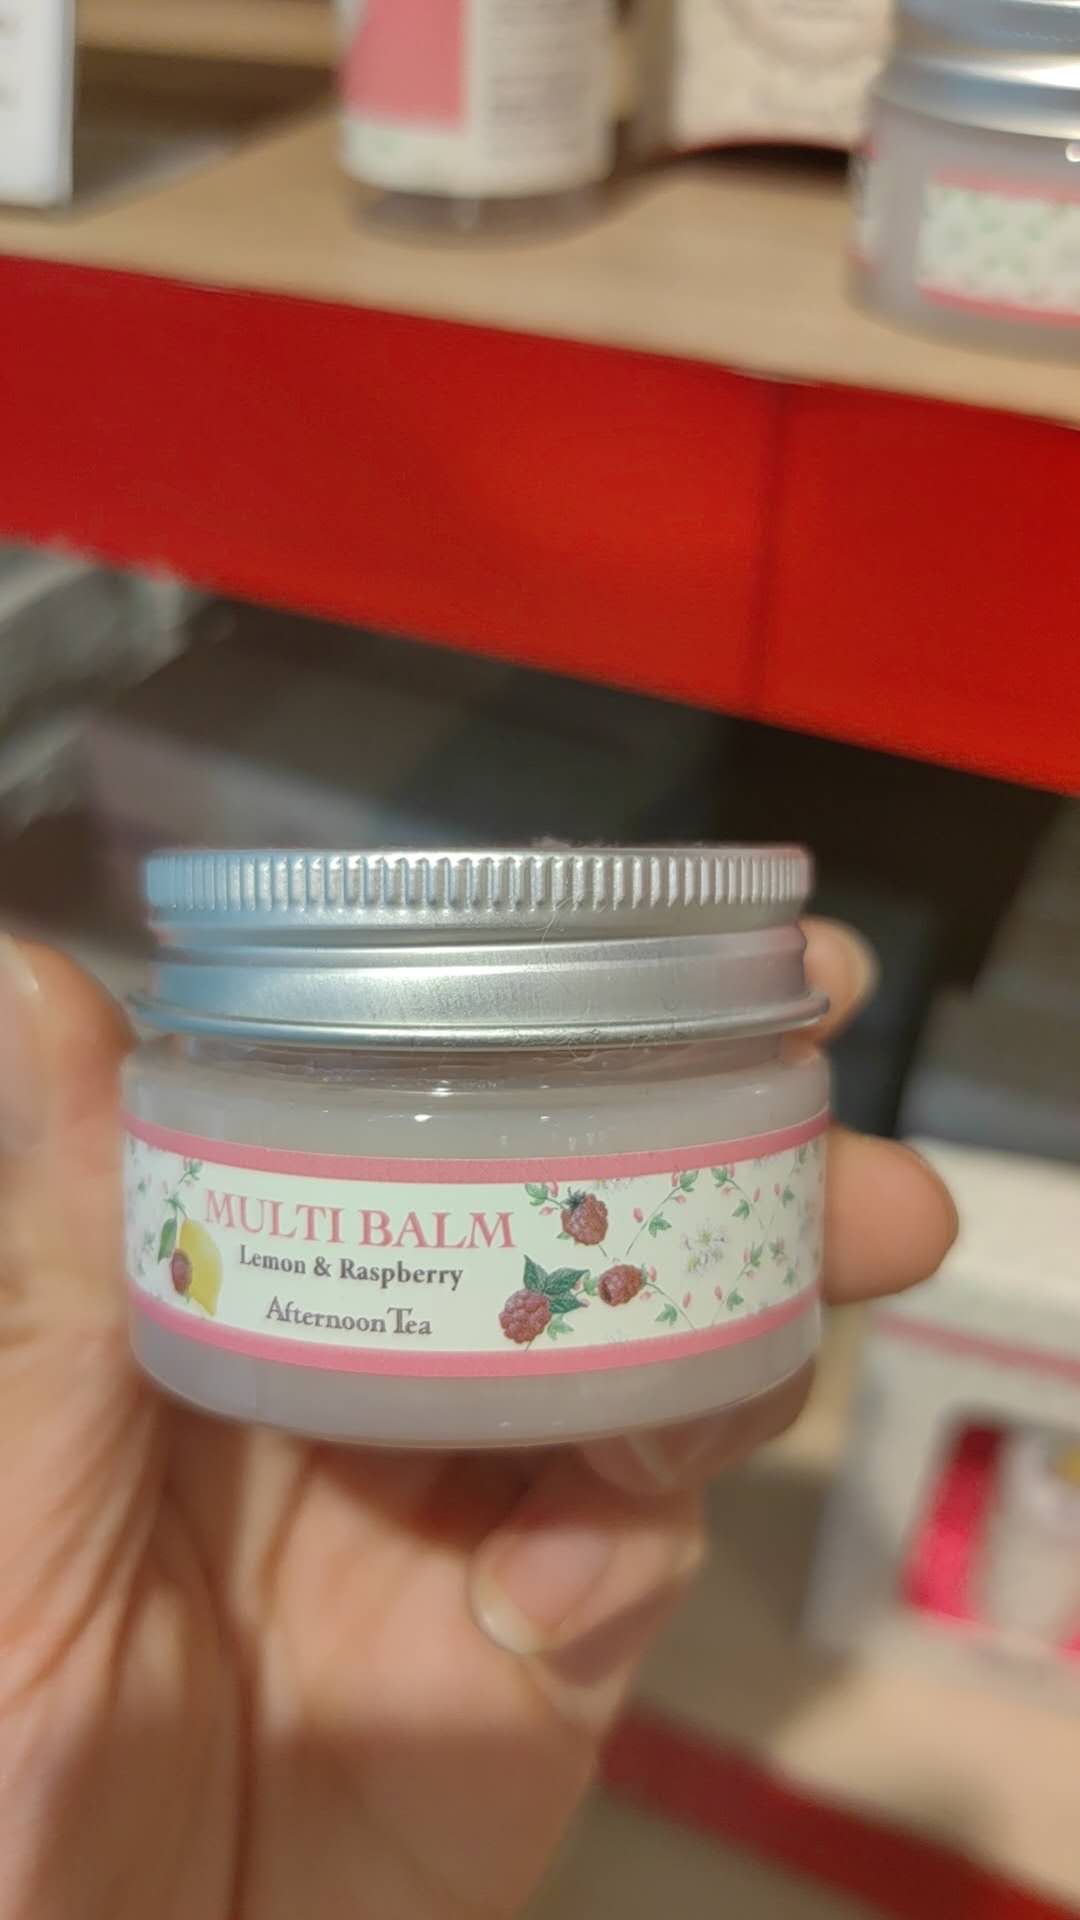 MULTI BALM
Lemon & Raspberry
Afternoon Tea